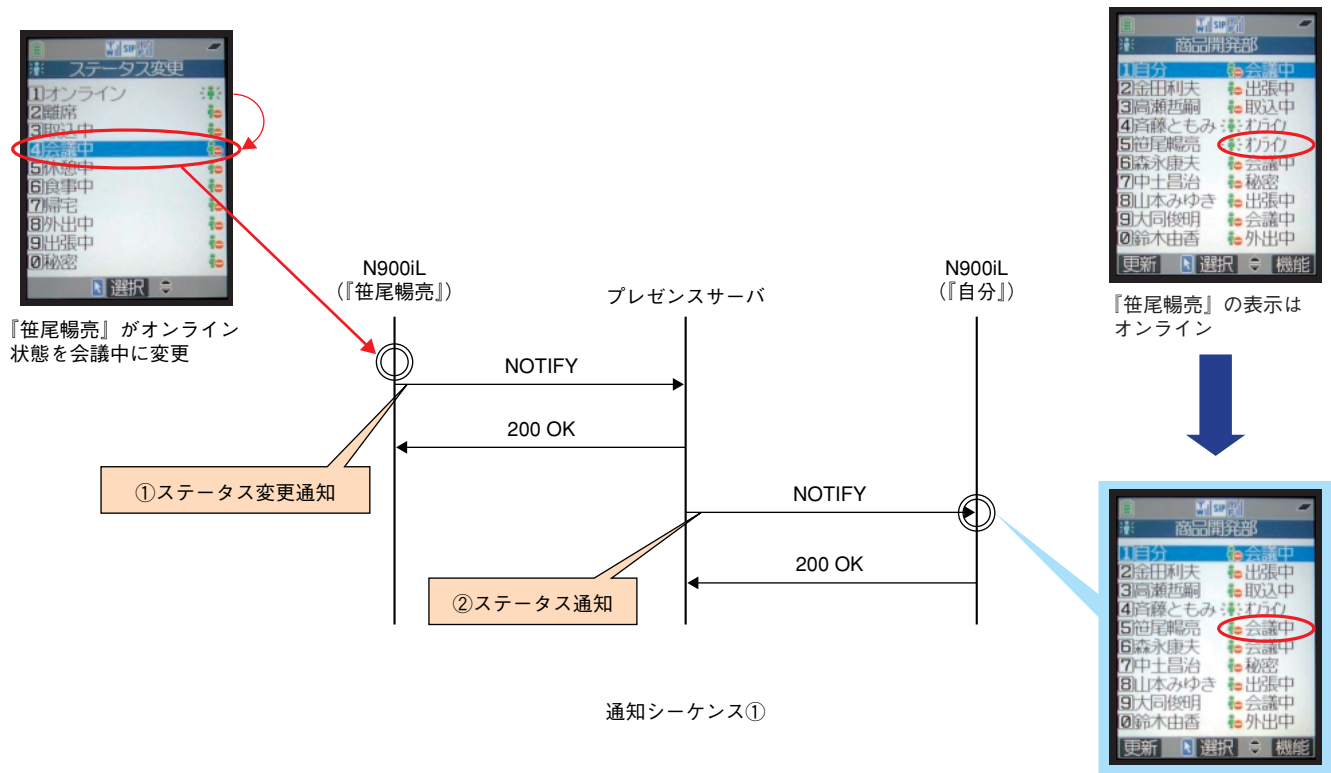 ステータス変更
1オンライン
2離席
3取込中
4会議中
5休憩中
6食事中
7帰宅
8外出中
9出張中
0秘密
選択
『笹尾暢亮』がオンライン
状態を会議中に変更
N900iL
(『笹尾暢亮』)
プレゼンスサーバ
N900iL
(『自分』)
NOTIFY
200 OK
①ステータス変更通知
NOTIFY
200 OK
②ステータス通知
通知シーケンス①
SIP
商品開発部
1自分 会議中
2金田利夫 出張中
3高瀬哲嗣 取込中
4斉藤ともみ オンライン
5笹尾暢亮 オンライン
6森永康夫 会議中
7中土昌治 秘密
8山本みゆき 出張中
9大同俊明 会議中
0鈴木由香 外出中
更新 選択 機能
『笹尾暢亮』の表示は
オンライン
SIP
商品開発部
1自分 会議中
2金田利夫 出張中
3高瀬哲嗣 取込中
4斉藤ともみ オンライン
5笹尾暢亮 会議中
6森永康夫 会議中
7中土昌治 秘密
8山本みゆき 出張中
9大同俊明 会議中
0鈴木由香 外出中
更新 選択 機能